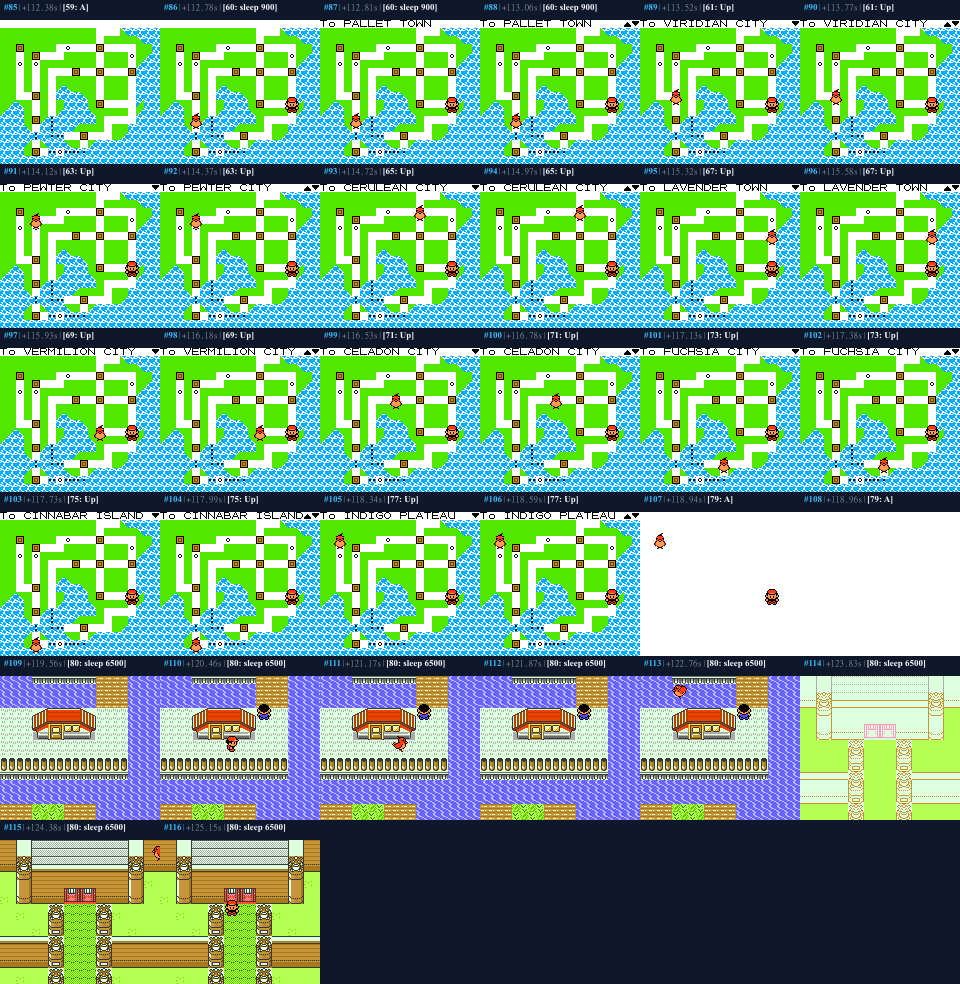 #85|+112.38s|[59: A]
#86|+112.78s|[60: sleep 900]
#87|+112.81s|[60: sleep 900]
#88|+113.06s|[60: sleep 900]
#89|+113.52s|[61: Up]
#90|+113.77s|[61: Up]
To PALLET TOWN
To PALLET TOWN
To VIRIDIAN CITY
To VIRIDIAN CITY
#91|+114.12s|[63: Up]
#92|+114.37s|[63: Up]
#93|+114.72s|[65: Up]
#94|+114.97s|[65: Up]
#95|+115.32s|[67: Up]
#96|+115.58s|[67: Up]
To PEWTER CITY
To PEWTER CITY
To CERULEAN CITY
To CERULEAN CITY
To LAVENDER TOWN
To LAVENDER TOWN
#97|+115.93s|[69: Up]
#98|+116.18s|[69: Up]
#99|+116.53s|[71: Up]
#100|+116.78s|[71: Up]
#101|+117.13s|[73: Up]
#102|+117.38s|[73: Up]
To VERMILION CITY
To VERMILION CITY
To CELADON CITY
To CELADON CITY
To FUCHSIA CITY
To FUCHSIA CITY
#103|+117.73s|[75: Up]
#104|+117.99s|[75: Up]
#105|+118.34s|[77: Up]
#106|+118.59s|[77: Up]
#107|+118.94s|[79: A]
#108|+118.96s|[79: A]
To CINNABAR ISLAND
To CINNABAR ISLAND
To INDIGO PLATEAU
To INDIGO PLATEAU
#109|+119.56s|[80: sleep 6500]
#110|+120.46s|[80: sleep 6500]
#111|+121.17s|[80: sleep 6500]
#112|+121.87s|[80: sleep 6500]
#113|+122.76s|[80: sleep 6500]
#114|+123.83s|[80: sleep 6500]
#115|+124.38s|[80: sleep 6500]
#116|+125.15s|[80: sleep 6500]